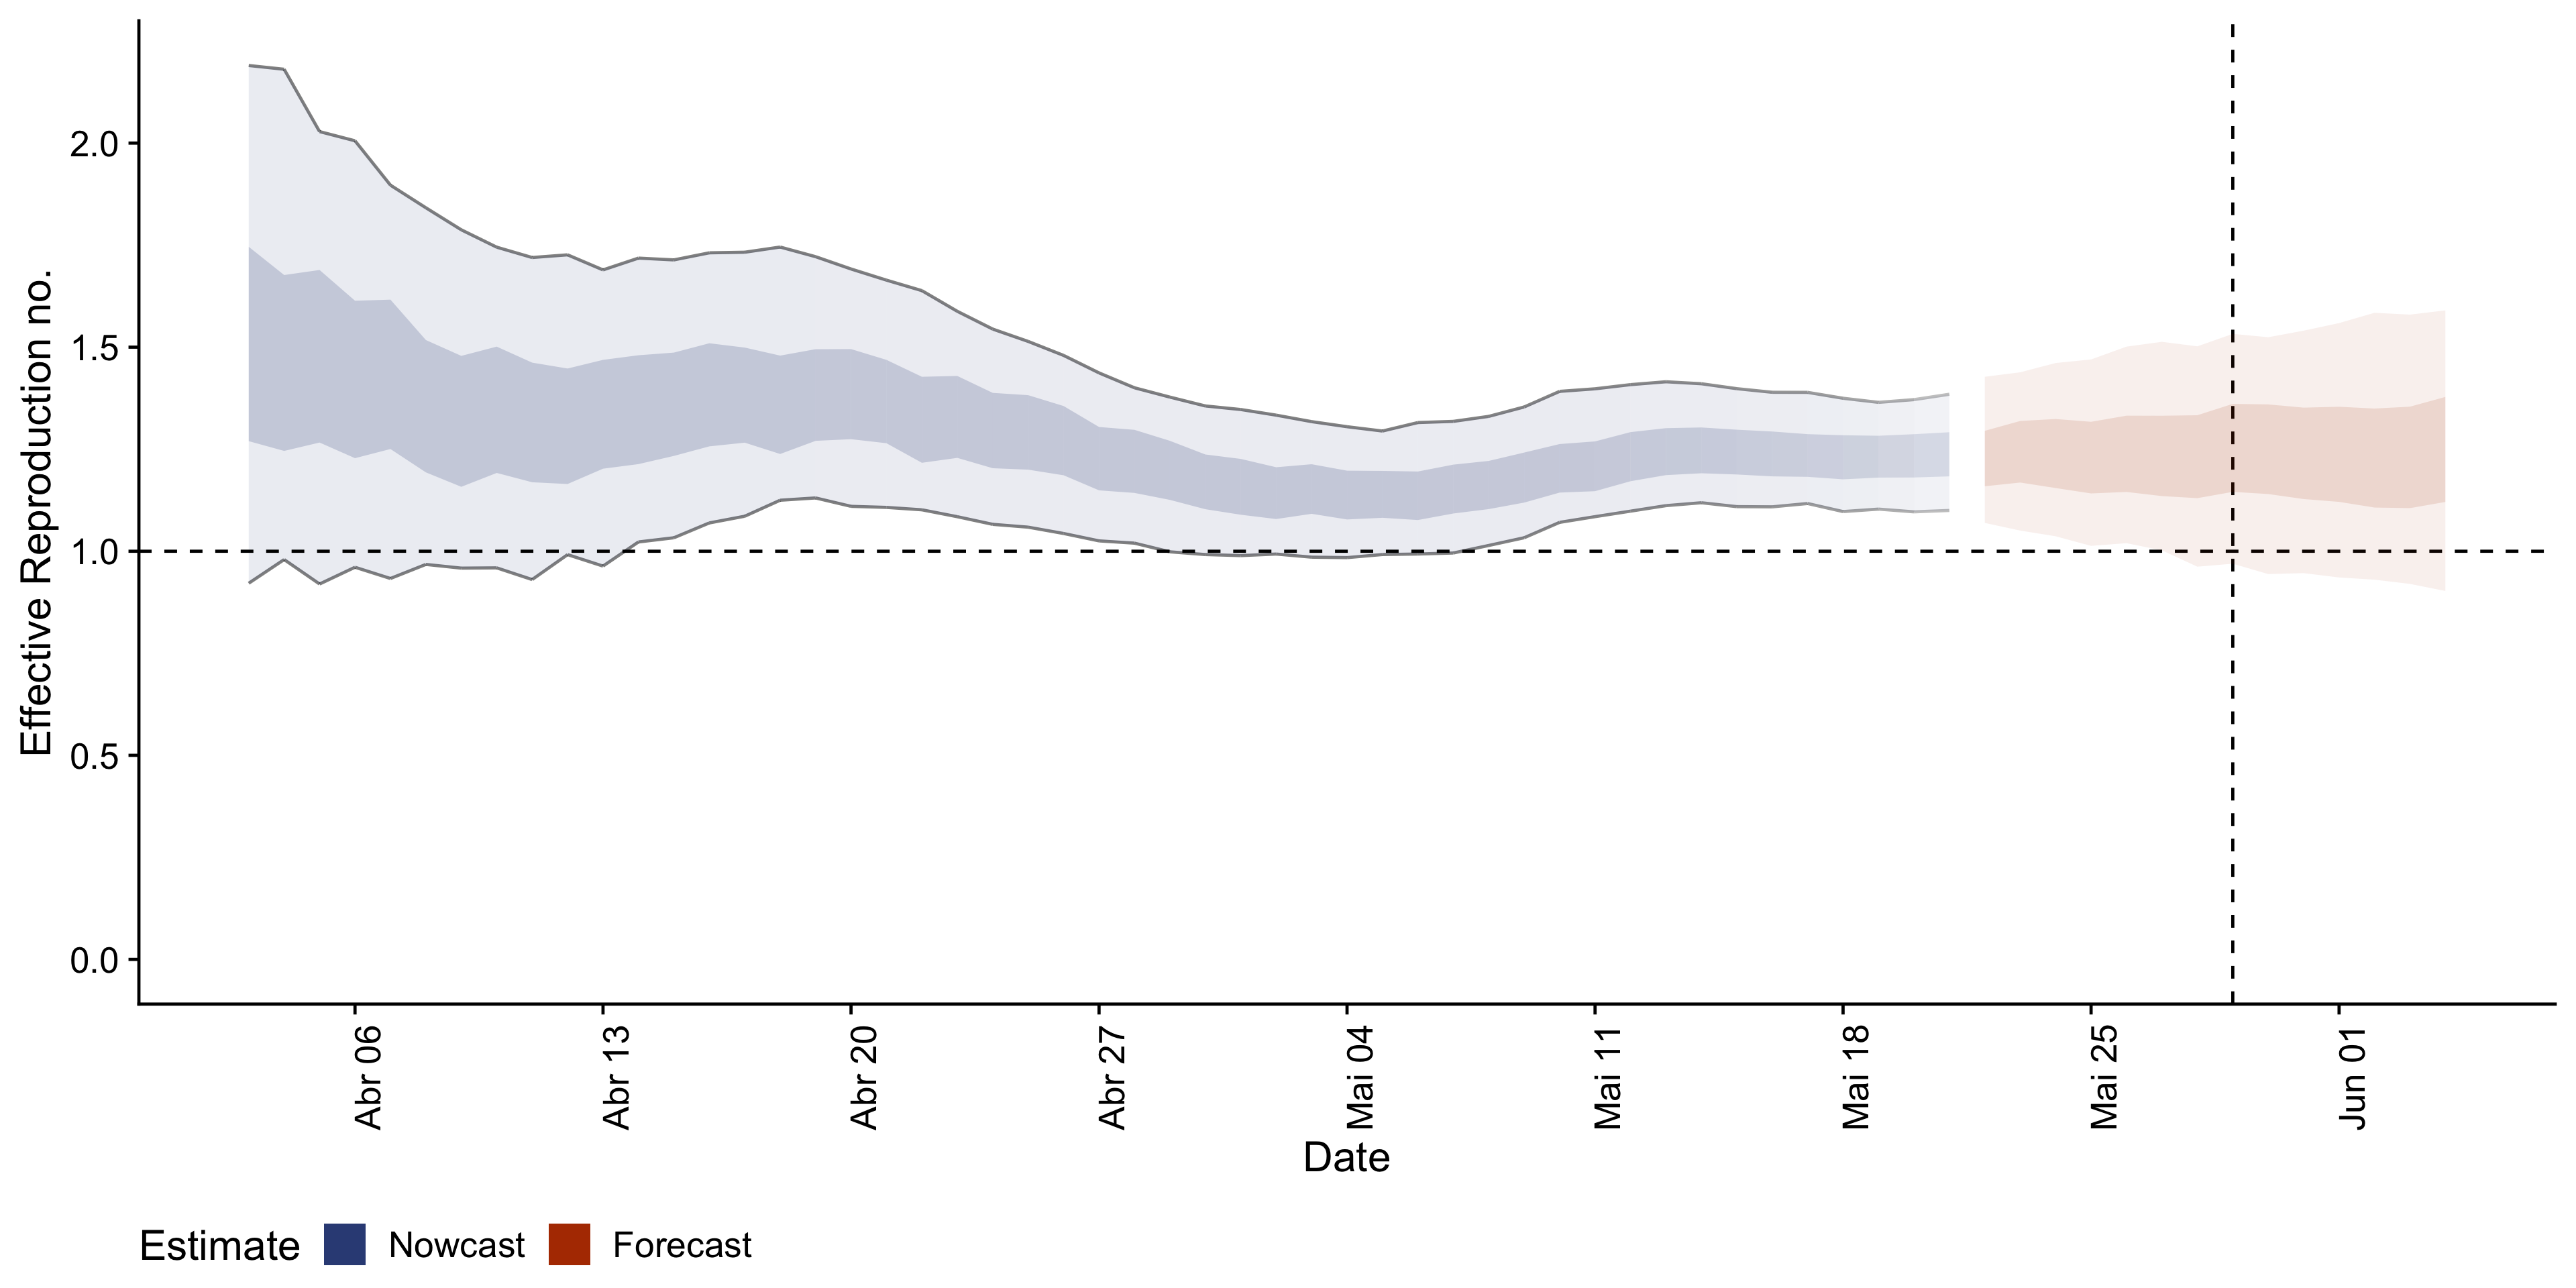 Effective Reproduction no.
2.0
1.5
1.0
0.5
0.0
Abr 06
Abr 13
Abr 20
Abr 27
Mai 04
Mai 11
Mai 18
Mai 25
Jun 01
Date
Estimate Nowcast Forecast